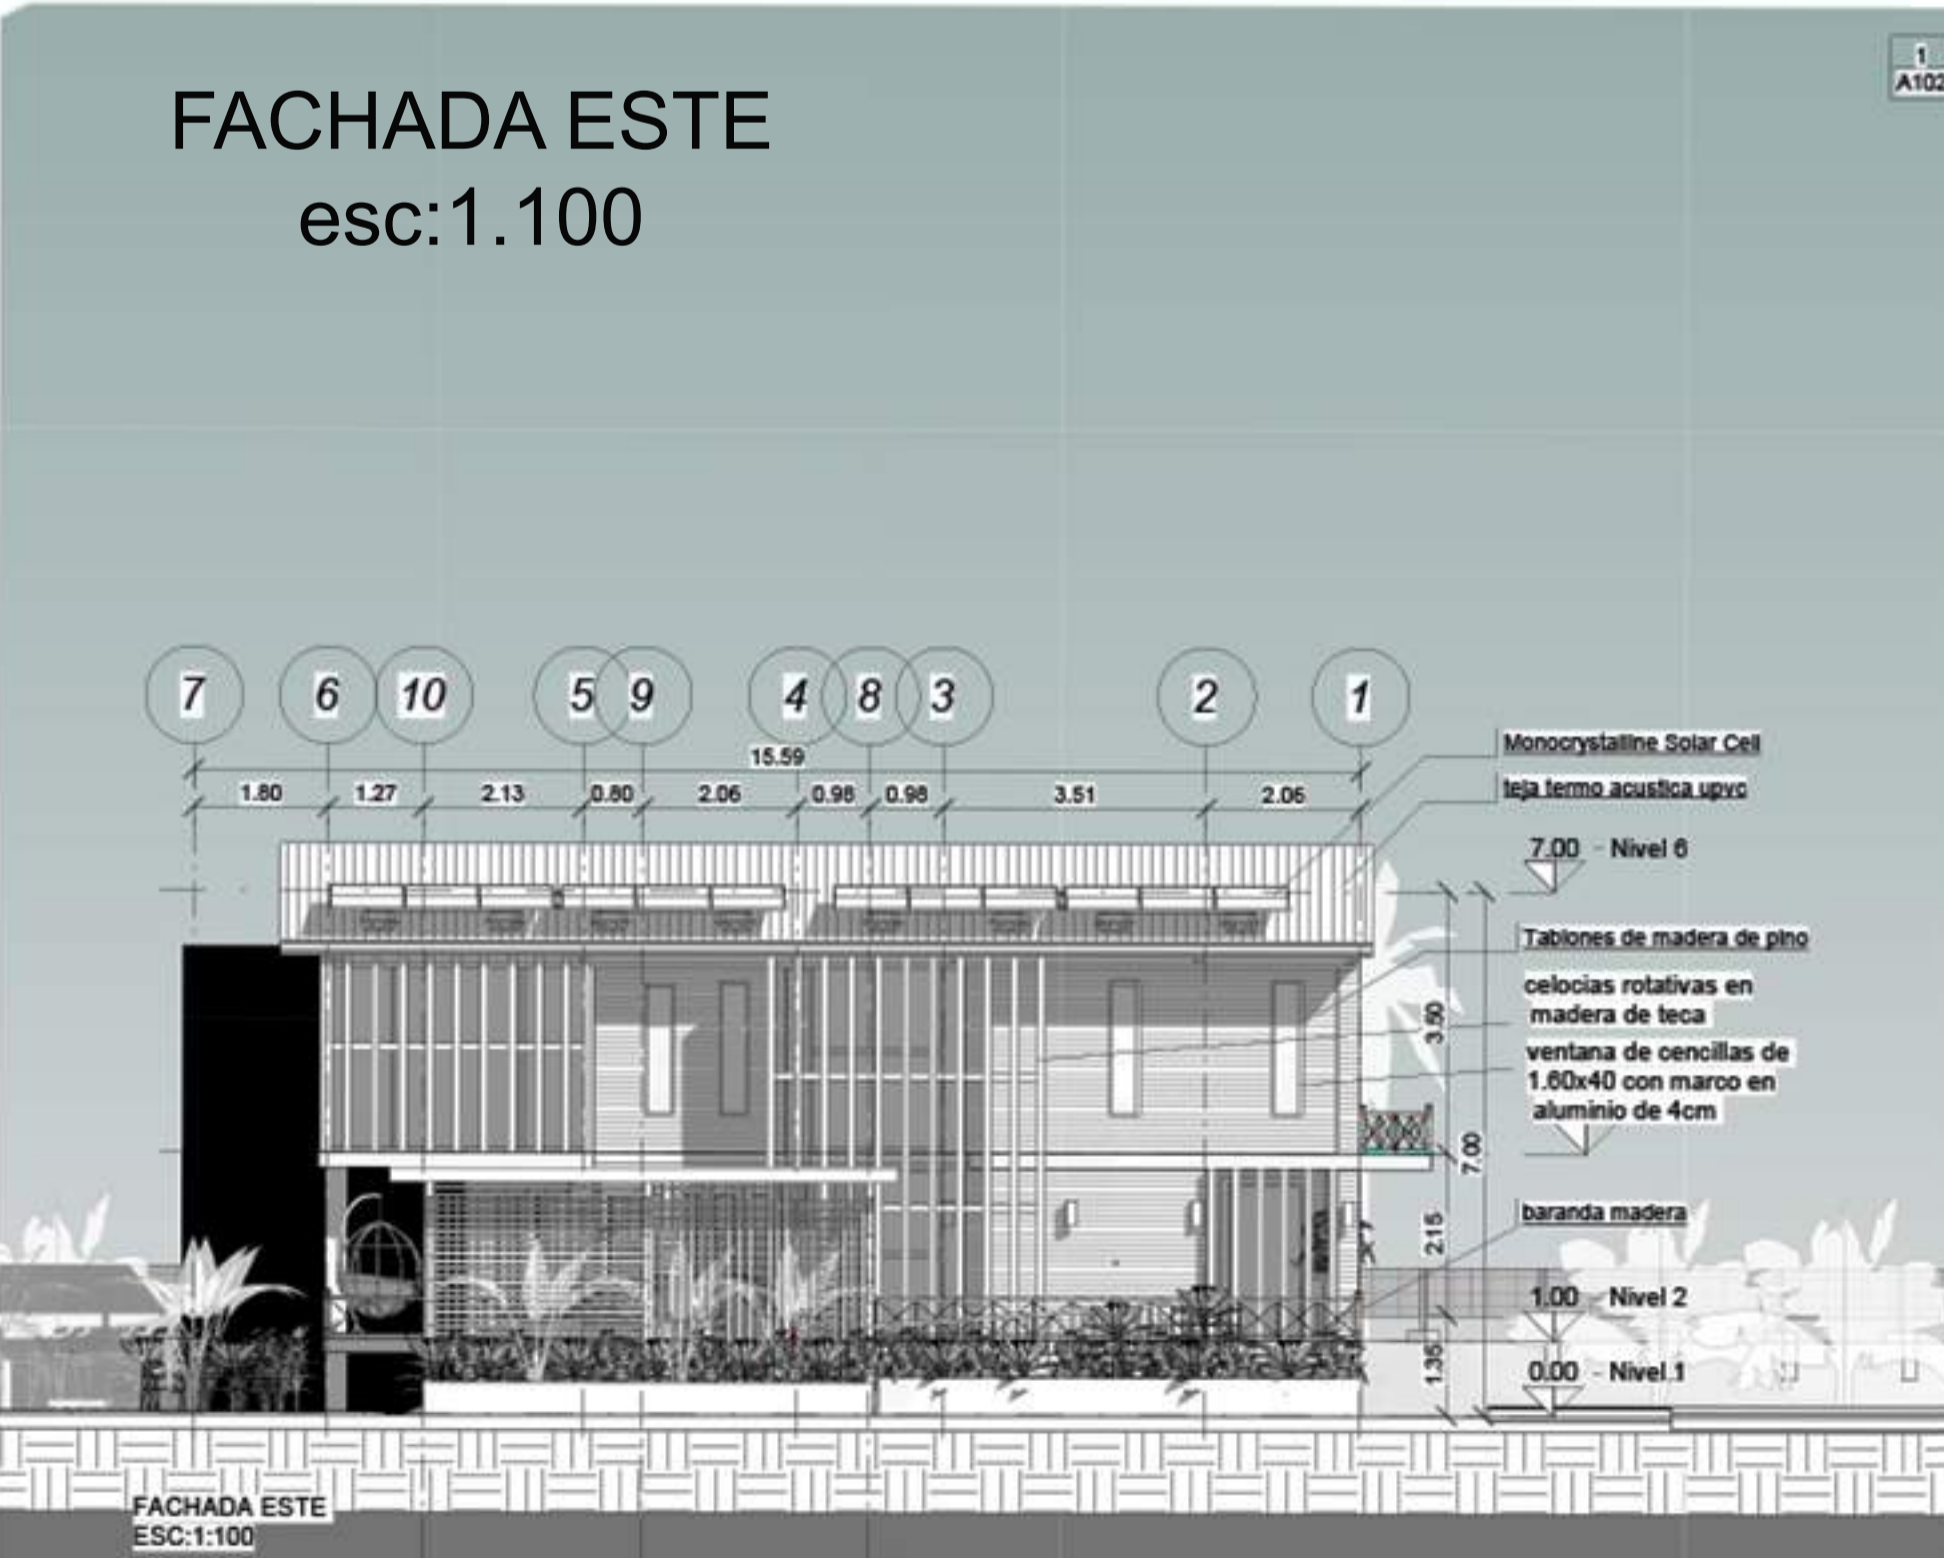 FACHADA ESTE
esc:1.100
1
A102
7 6 10 5 9 4 8 3 2 1
15.59
1.80 1.27 2.13 0.80 2.06 0.98 0.98 3.51 2.06
Monocrystalline Solar Cell
teja termo acustica upvc
7.00 - Nivel 6
Tablones de madera de pino
celocias rotativas en
madera de teca
ventana de cencillas de
1.60x40 con marco en
aluminio de 4cm
3.50
7.00
baranda madera
2.15
1.00 - Nivel 2
1.35
0.00 - Nivel 1
FACHADA ESTE
ESC:1:100